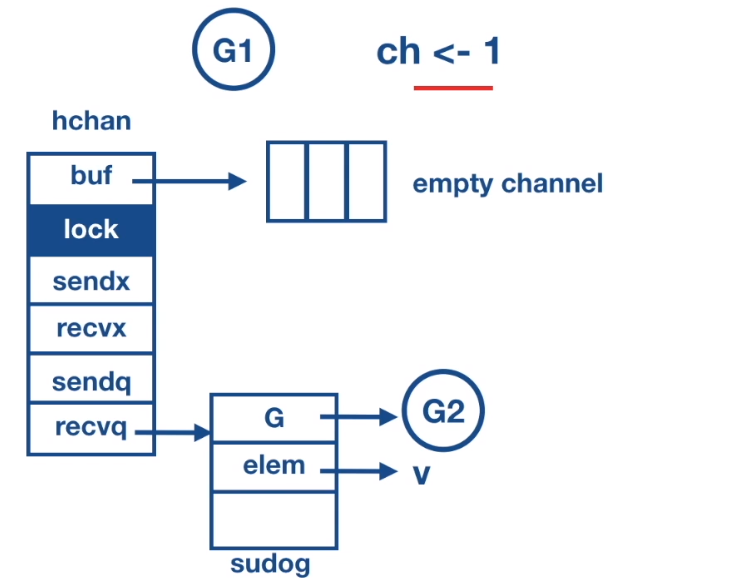 G1
ch <- 1
hchan
buf
empty channel
lock
sendx
recvx
sendq
recvq
G
G2
elem
v
sudog